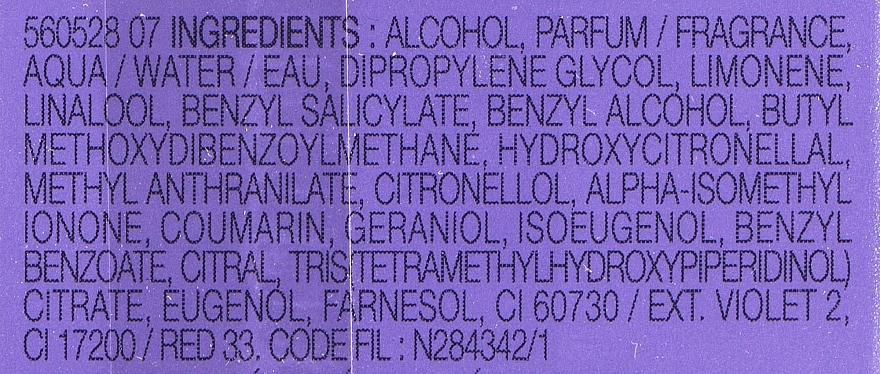 560528 07 INGREDIENTS : ALCOHOL, PARFUM / FRAGRANCE,
AQUA / WATER / EAU, DIPROPYLENE GLYCOL, LIMONENE,
LINALOOL, BENZYL SALICYLATE, BENZYL ALCOHOL, BUTYL
METHOXYDIBENZOYLMETHANE, HYDROXYCITRONELLAL,
METHYL ANTHRANILATE, CITRONELLOL, ALPHA-ISOMETHYL
IONONE, COUMARIN, GERANIOL, ISOEUGENOL, BENZYL
BENZOATE, CITRAL, TRIS(TETRAMETHYLHYDROXYPIPERIDINOL)
CITRATE, EUGENOL, FARNESOL, CI 60730 / EXT. VIOLET 2,
CI 17200 / RED 33. CODE FIL : N284342/1